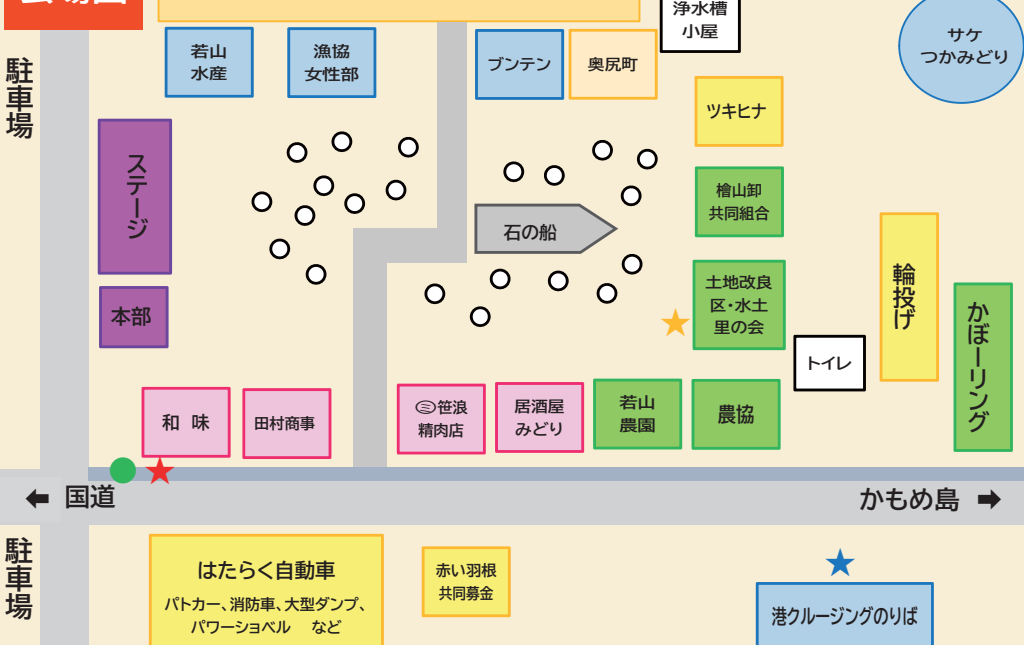 会場図
浄水槽
小屋
若山
水産
漁協
女性部
ブンテン
奥尻町
サケ
つかみどり
駐車場
ツキヒナ
ステージ
檜山卸
共同組合
石の船
輪投げ
土地改良
区・水土
里の会
かぼーリング
本部
トイレ
和 味
田村商事
笹浪
精肉店
居酒屋
みどり
若山
農園
農協
国道
かもめ島
駐車場
はたらく自動車
パトカー、消防車、大型ダンプ、
パワーショベル など
赤い羽根
共同募金
港クルージングのりば